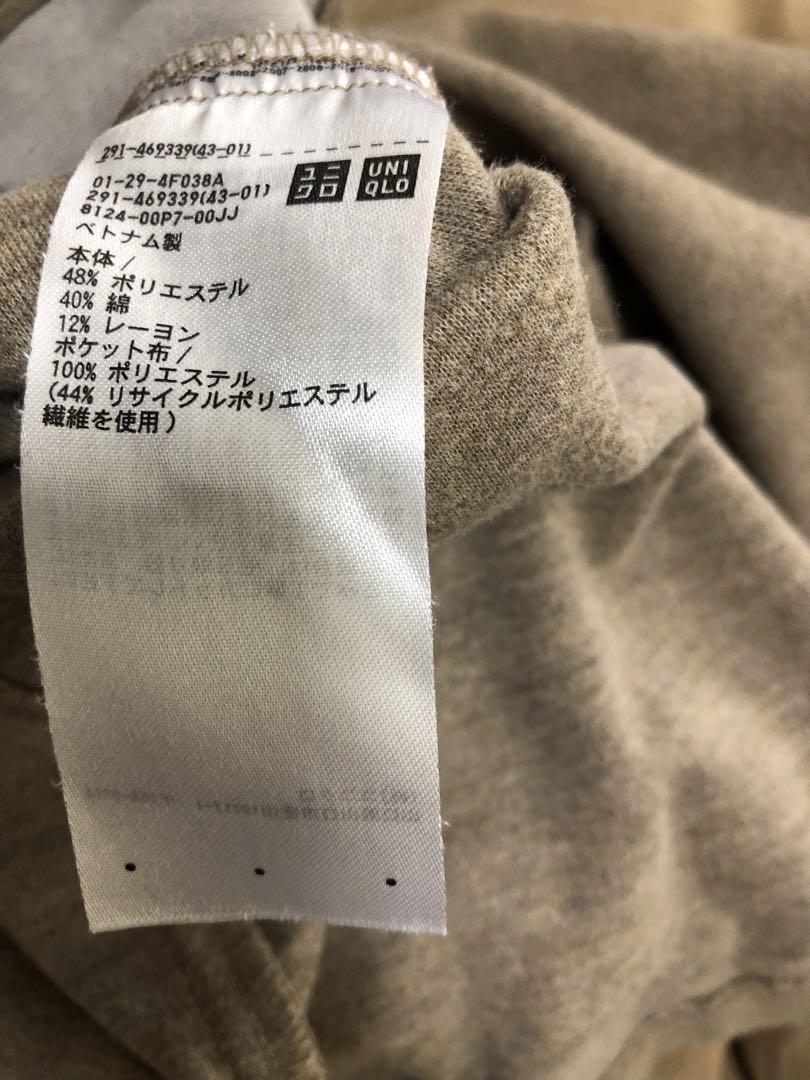 291-469339(43-01)
01-29-4F038A
291-469339(43-01)
8124-00P7-00JJ
ユニ
クロ
UNI
QLO
ベトナム製
本体/
48% ポリエステル
40% 綿
12% レーヨン
ポケット布/
100% ポリエステル
(44% リサイクルポリエステル
繊維を使用)